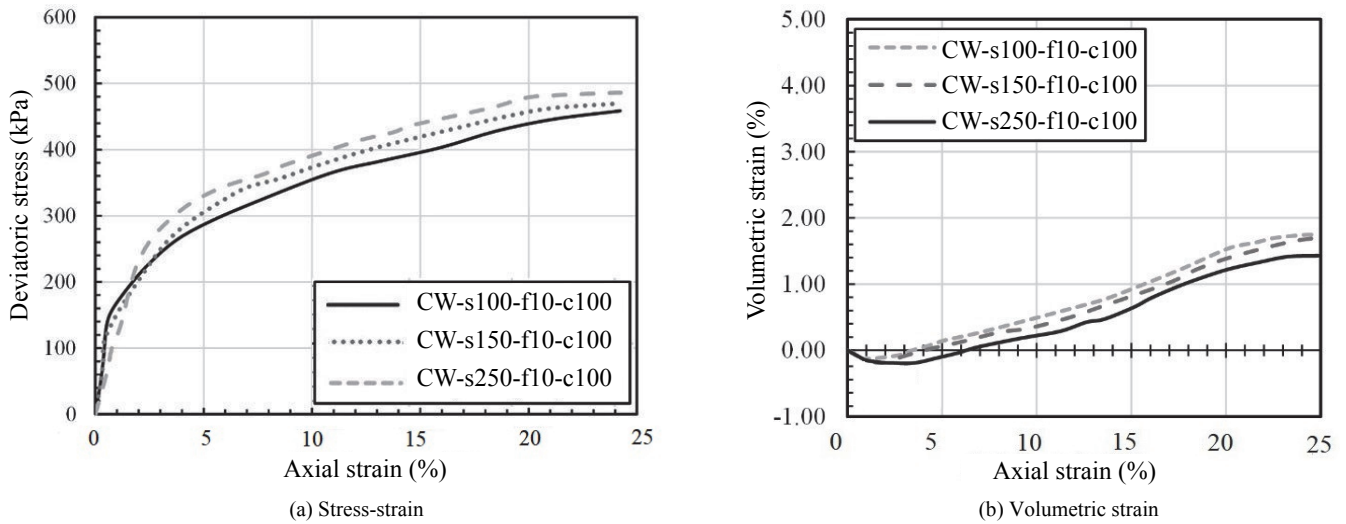 600
500
400
300
200
100
0
Deviatoric stress (kPa)
CW-s100-f10-c100
CW-s150-f10-c100
CW-s250-f10-c100
0 5 10 15 20 25
Axial strain (%)
(a) Stress-strain
5.00
4.00
3.00
2.00
1.00
0.00
-1.00
Volumetric strain (%)
CW-s100-f10-c100
CW-s150-f10-c100
CW-s250-f10-c100
0 5 10 15 20 25
Axial strain (%)
(b) Volumetric strain